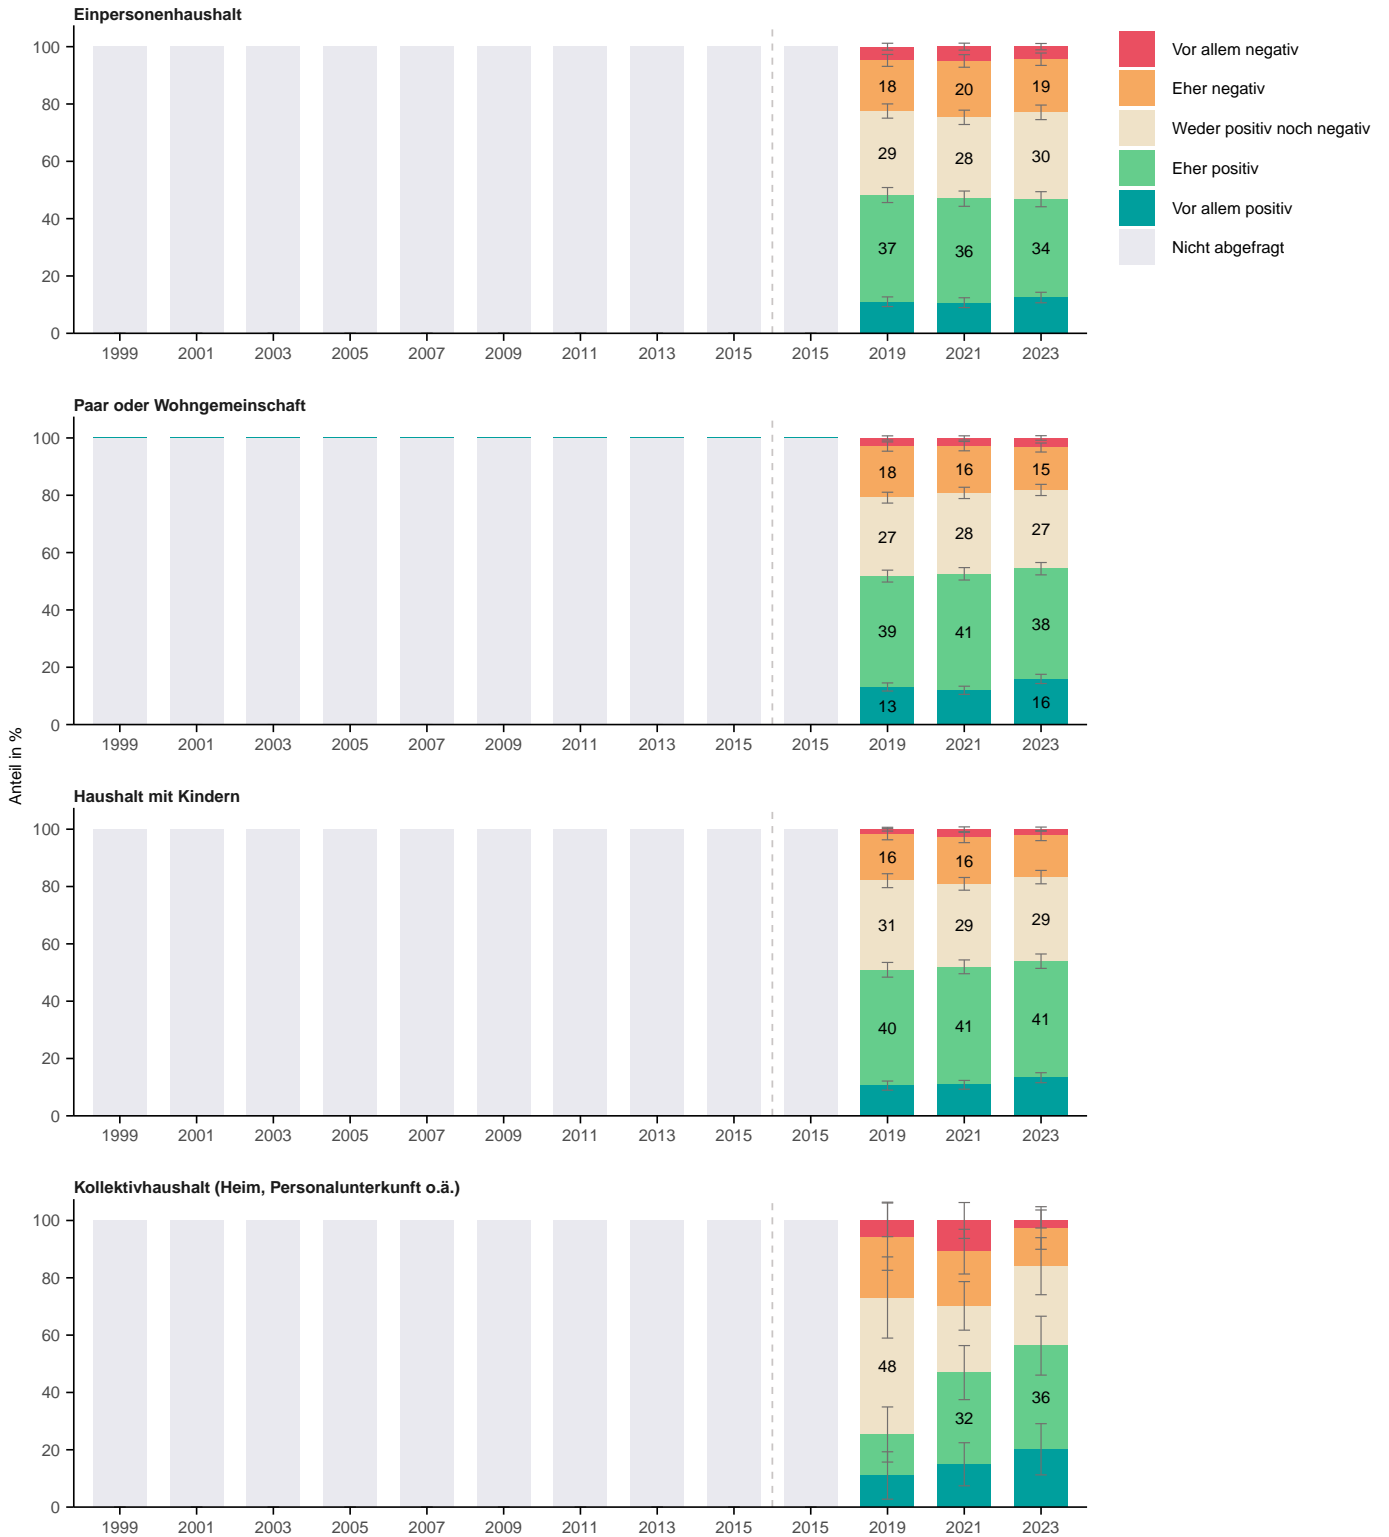 Einpersonenhaushalt
100
80
60
40
20
0
18 20 19
29 28 30
37 36 34
1999 2001 2003 2005 2007 2009 2011 2013 2015 2015 2019 2021 2023
Vor allem negativ
Eher negativ
Weder positiv noch negativ
Eher positiv
Vor allem positiv
Nicht abgefragt
Paar oder Wohngemeinschaft
100
80
60
40
20
0
18 16 15
27 28 27
39 41 38
13 16
1999 2001 2003 2005 2007 2009 2011 2013 2015 2015 2019 2021 2023
Anteil in %
Haushalt mit Kindern
100
80
60
40
20
0
16 16
31 29 29
40 41 41
1999 2001 2003 2005 2007 2009 2011 2013 2015 2015 2019 2021 2023
Kollektivhaushalt (Heim, Personalunterkunft o.ä.)
100
80
60
40
20
0
48
32 36
1999 2001 2003 2005 2007 2009 2011 2013 2015 2015 2019 2021 2023